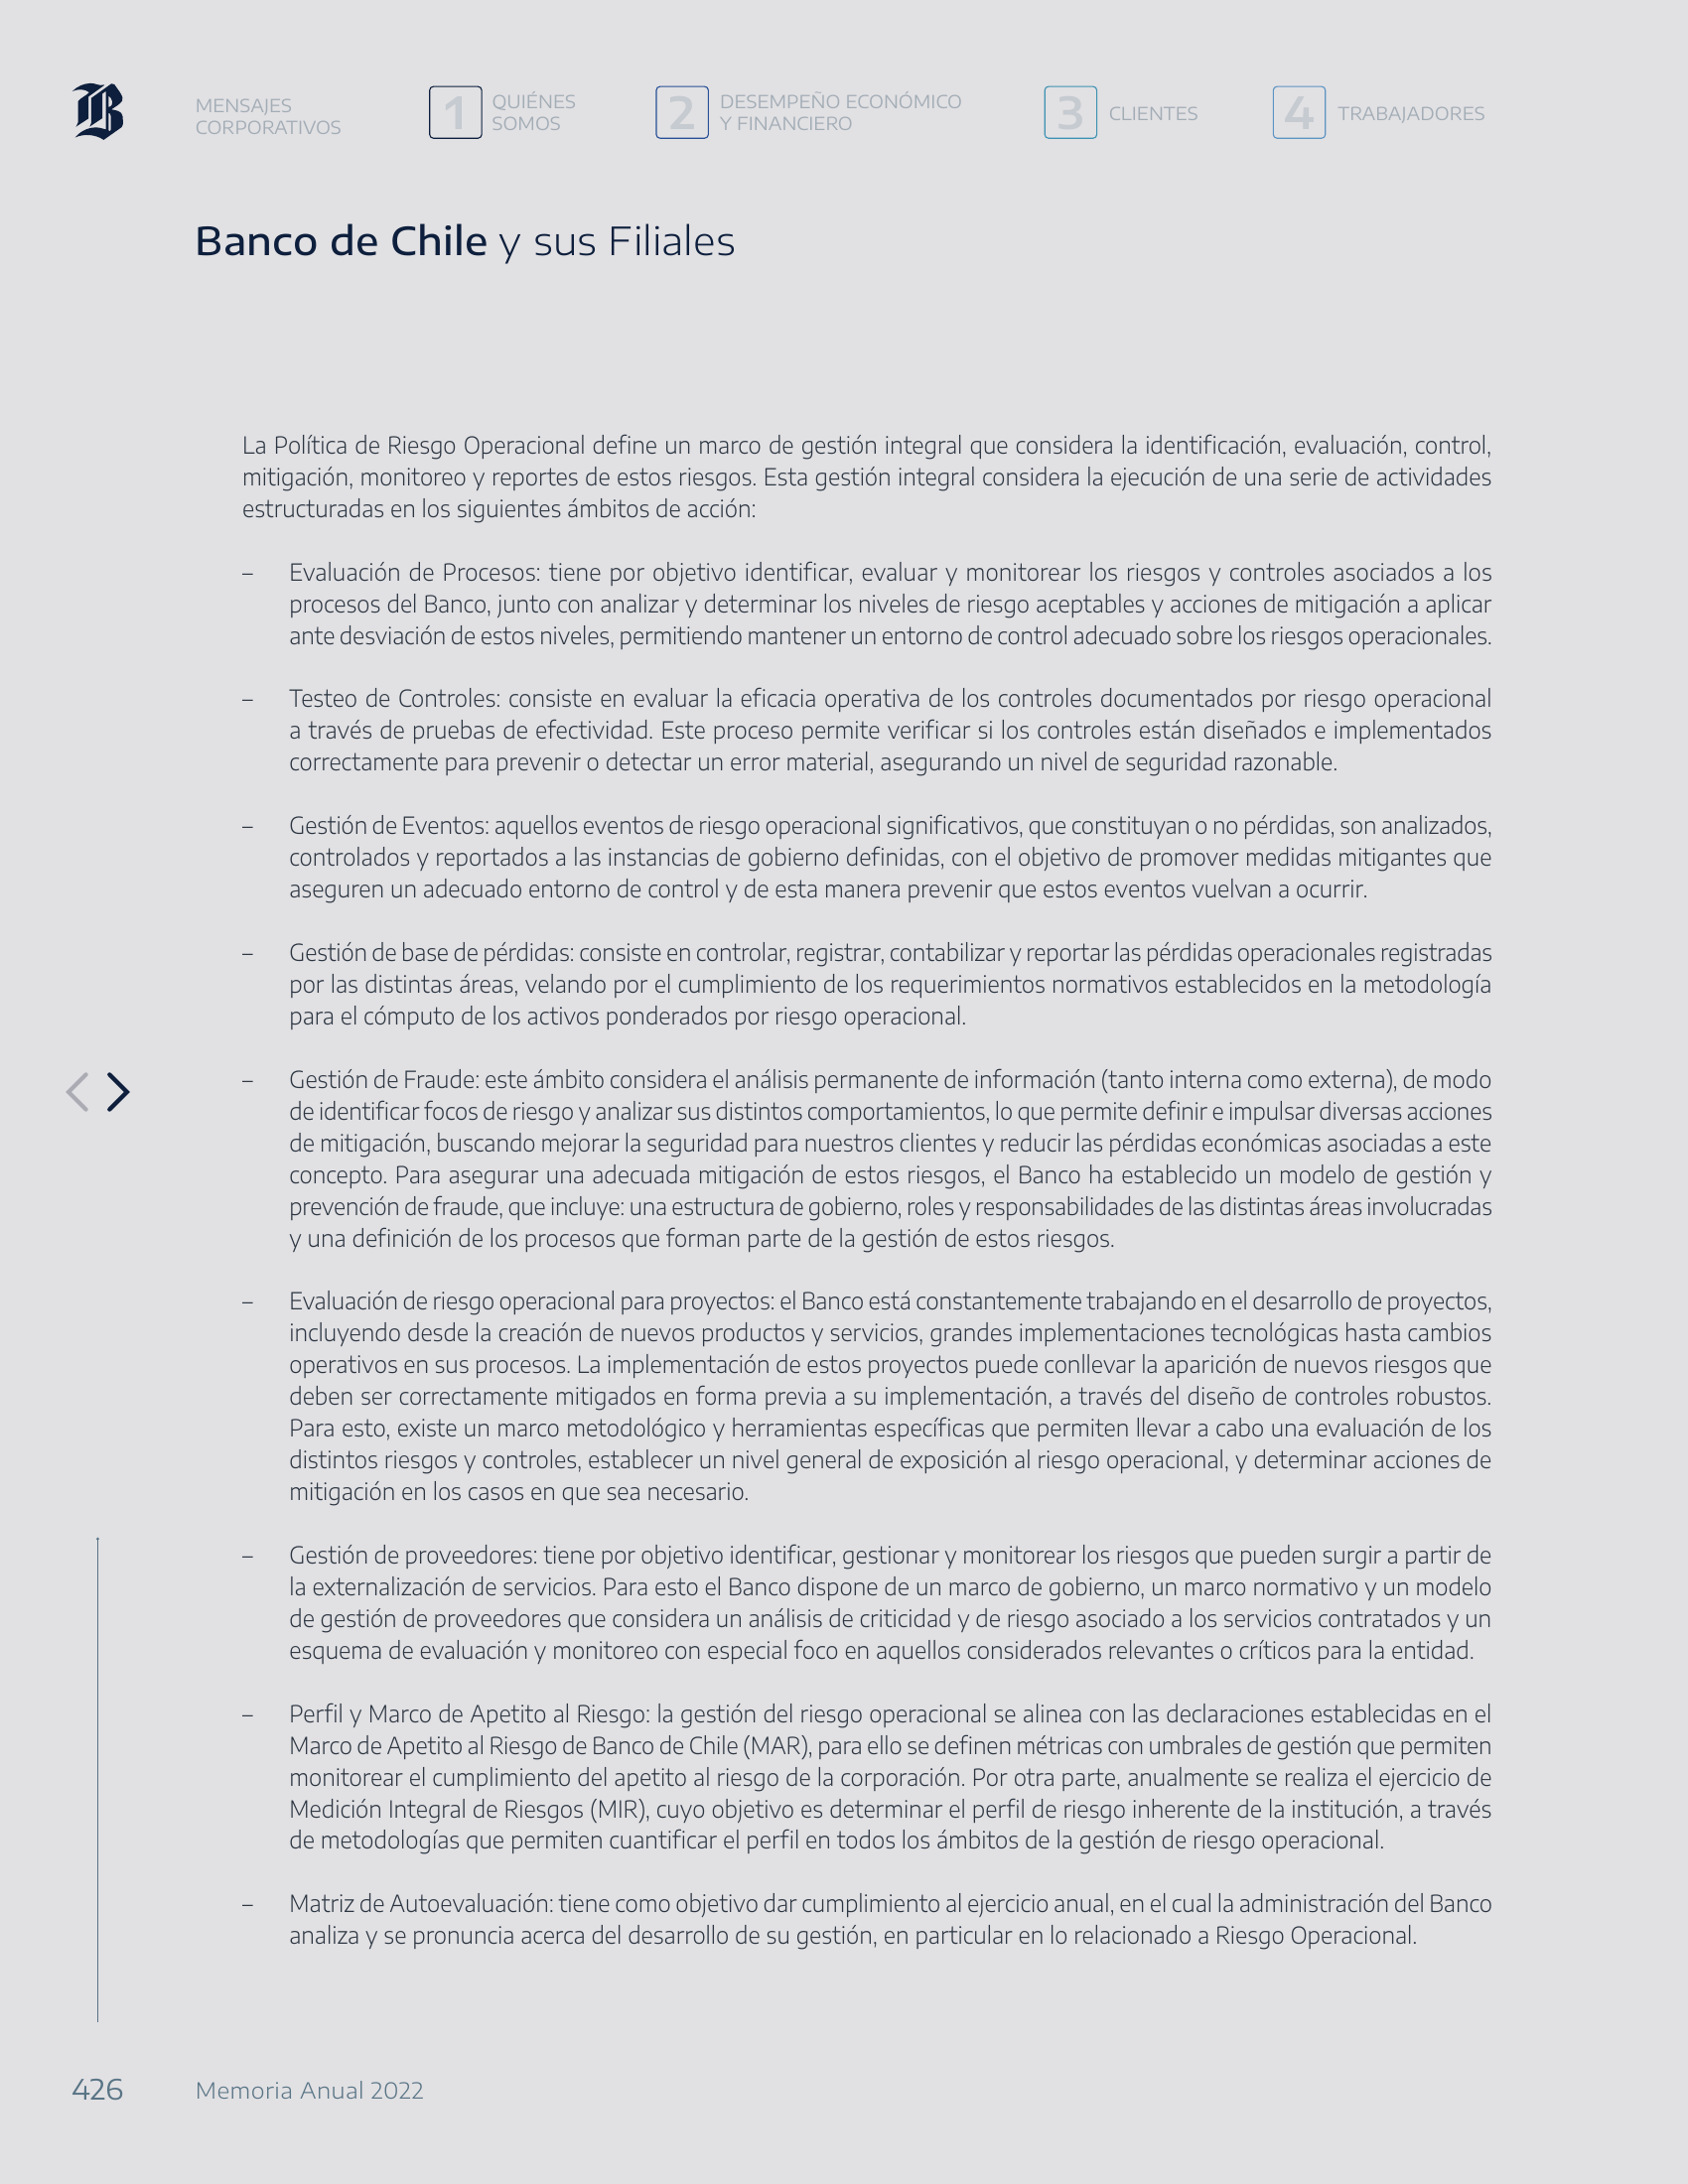 MENSAJES
CORPORATIVOS
1
QUIÉNES
SOMOS
2
DESEMPEÑO ECONÓMICO
Y FINANCIERO
3
CLIENTES
4
TRABAJADORES
Banco de Chile y sus Filiales
La Política de Riesgo Operacional define un marco de gestión integral que considera la identificación, evaluación, control,
mitigación, monitoreo y reportes de estos riesgos. Esta gestión integral considera la ejecución de una serie de actividades
estructuradas en los siguientes ámbitos de acción:
– Evaluación de Procesos: tiene por objetivo identificar, evaluar y monitorear los riesgos y controles asociados a los
procesos del Banco, junto con analizar y determinar los niveles de riesgo aceptables y acciones de mitigación a aplicar
ante desviación de estos niveles, permitiendo mantener un entorno de control adecuado sobre los riesgos operacionales.
– Testeo de Controles: consiste en evaluar la eficacia operativa de los controles documentados por riesgo operacional
a través de pruebas de efectividad. Este proceso permite verificar si los controles están diseñados e implementados
correctamente para prevenir o detectar un error material, asegurando un nivel de seguridad razonable.
– Gestión de Eventos: aquellos eventos de riesgo operacional significativos, que constituyan o no pérdidas, son analizados,
controlados y reportados a las instancias de gobierno definidas, con el objetivo de promover medidas mitigantes que
aseguren un adecuado entorno de control y de esta manera prevenir que estos eventos vuelvan a ocurrir.
– Gestión de base de pérdidas: consiste en controlar, registrar, contabilizar y reportar las pérdidas operacionales registradas
por las distintas áreas, velando por el cumplimiento de los requerimientos normativos establecidos en la metodología
para el cómputo de los activos ponderados por riesgo operacional.
– Gestión de Fraude: este ámbito considera el análisis permanente de información (tanto interna como externa), de modo
de identificar focos de riesgo y analizar sus distintos comportamientos, lo que permite definir e impulsar diversas acciones
de mitigación, buscando mejorar la seguridad para nuestros clientes y reducir las pérdidas económicas asociadas a este
concepto. Para asegurar una adecuada mitigación de estos riesgos, el Banco ha establecido un modelo de gestión y
prevención de fraude, que incluye: una estructura de gobierno, roles y responsabilidades de las distintas áreas involucradas
y una definición de los procesos que forman parte de la gestión de estos riesgos.
– Evaluación de riesgo operacional para proyectos: el Banco está constantemente trabajando en el desarrollo de proyectos,
incluyendo desde la creación de nuevos productos y servicios, grandes implementaciones tecnológicas hasta cambios
operativos en sus procesos. La implementación de estos proyectos puede conllevar la aparición de nuevos riesgos que
deben ser correctamente mitigados en forma previa a su implementación, a través del diseño de controles robustos.
Para esto, existe un marco metodológico y herramientas específicas que permiten llevar a cabo una evaluación de los
distintos riesgos y controles, establecer un nivel general de exposición al riesgo operacional, y determinar acciones de
mitigación en los casos en que sea necesario.
– Gestión de proveedores: tiene por objetivo identificar, gestionar y monitorear los riesgos que pueden surgir a partir de
la externalización de servicios. Para esto el Banco dispone de un marco de gobierno, un marco normativo y un modelo
de gestión de proveedores que considera un análisis de criticidad y de riesgo asociado a los servicios contratados y un
esquema de evaluación y monitoreo con especial foco en aquellos considerados relevantes o críticos para la entidad.
– Perfil y Marco de Apetito al Riesgo: la gestión del riesgo operacional se alinea con las declaraciones establecidas en el
Marco de Apetito al Riesgo de Banco de Chile (MAR), para ello se definen métricas con umbrales de gestión que permiten
monitorear el cumplimiento del apetito al riesgo de la corporación. Por otra parte, anualmente se realiza el ejercicio de
Medición Integral de Riesgos (MIR), cuyo objetivo es determinar el perfil de riesgo inherente de la institución, a través
de metodologías que permiten cuantificar el perfil en todos los ámbitos de la gestión de riesgo operacional.
– Matriz de Autoevaluación: tiene como objetivo dar cumplimiento al ejercicio anual, en el cual la administración del Banco
analiza y se pronuncia acerca del desarrollo de su gestión, en particular en lo relacionado a Riesgo Operacional.
426
Memoria Anual 2022